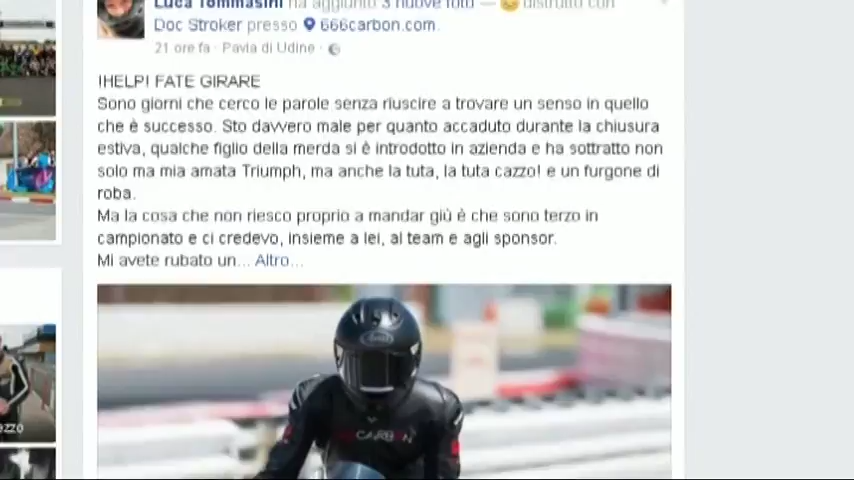 Luca Tommasini ha aggiunto 3 nuove foto — distrutto con
Doc Stroker presso 666carbon.com.
21 ore fa · Pavia di Udine ·
!HELP! FATE GIRARE
Sono giorni che cerco le parole senza riuscire a trovare un senso in quello
che è successo. Sto davvero male per quanto accaduto durante la chiusura
estiva, qualche figlio della merda si è introdotto in azienda e ha sottratto non
solo ma mia amata Triumph, ma anche la tuta, la tuta cazzo! e un furgone di
roba.
Ma la cosa che non riesco proprio a mandar giù è che sono terzo in
campionato e ci credevo, insieme a lei, al team e agli sponsor.
Mi avete rubato un... Altro...
CARBON